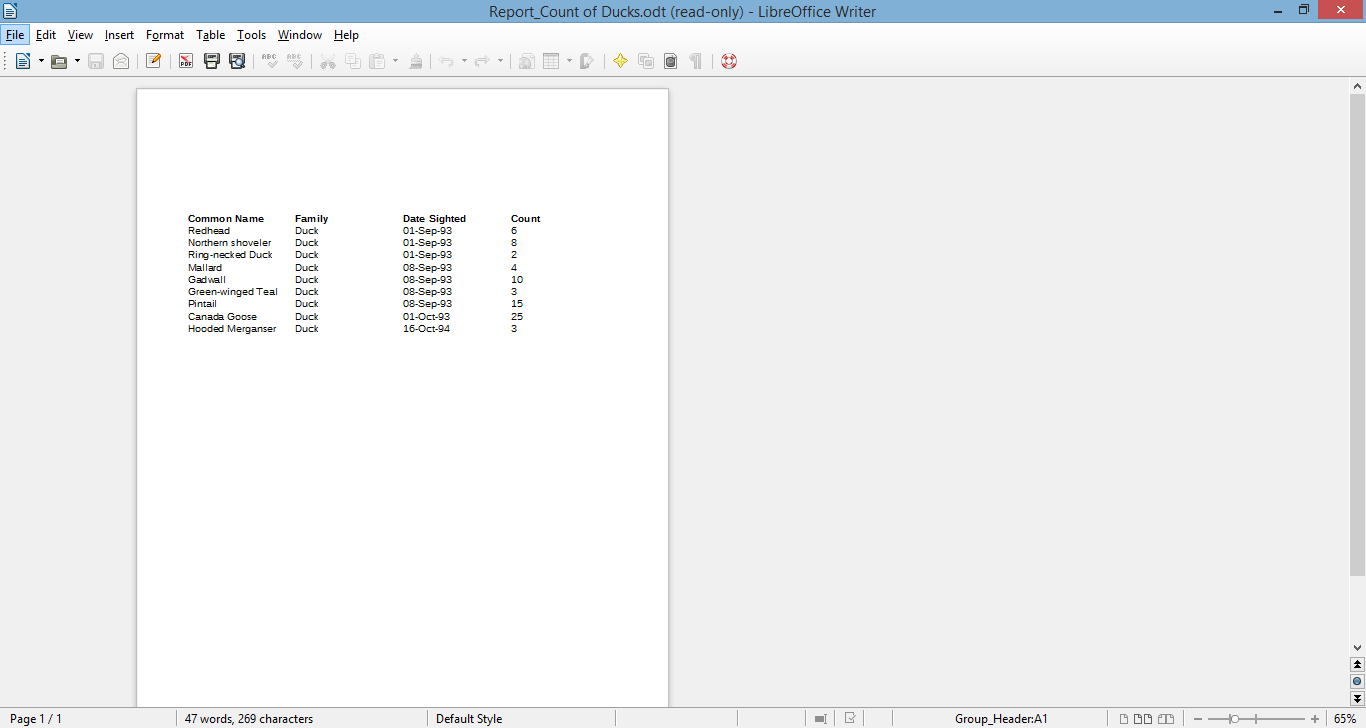 Report_Count of Ducks.odt (read-only) - LibreOffice Writer
File Edit View Insert Format Table Tools Window Help
Common Name Family Date Sighted Count
Redhead Duck 01-Sep-93 6
Northern shoveler Duck 01-Sep-93 8
Ring-necked Duck Duck 01-Sep-93 2
Mallard Duck 08-Sep-93 4
Gadwall Duck 08-Sep-93 10
Green-winged Teal Duck 08-Sep-93 3
Pintail Duck 08-Sep-93 15
Canada Goose Duck 01-Oct-93 25
Hooded Merganser Duck 16-Oct-94 3
Page 1 / 1 47 words, 269 characters Default Style Group_Header:A1 65%